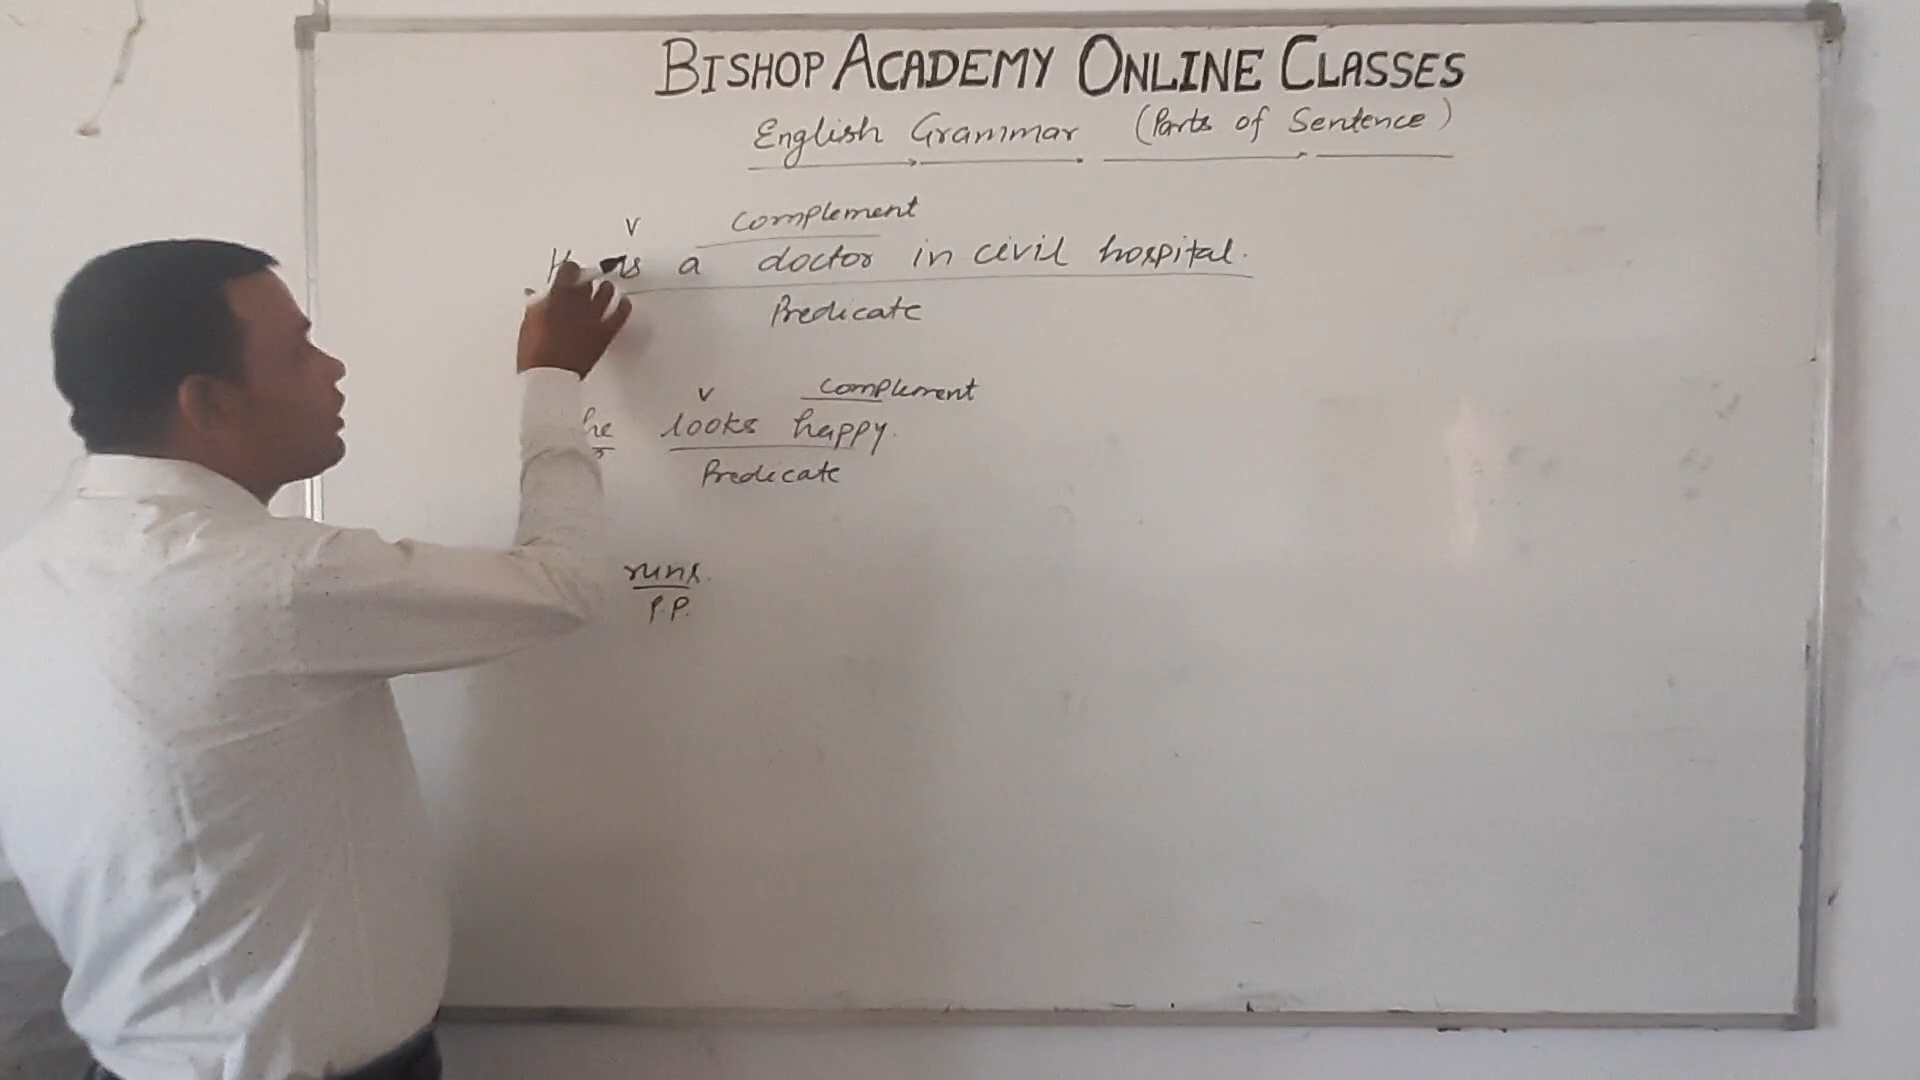 BISHOP ACADEMY ONLINE CLASSES
English Grammar (Parts of Sentence)
V Complement
is a doctor in civil hospital.
Predicate
V Complement
he looks happy.
Predicate
runs.
P.P.